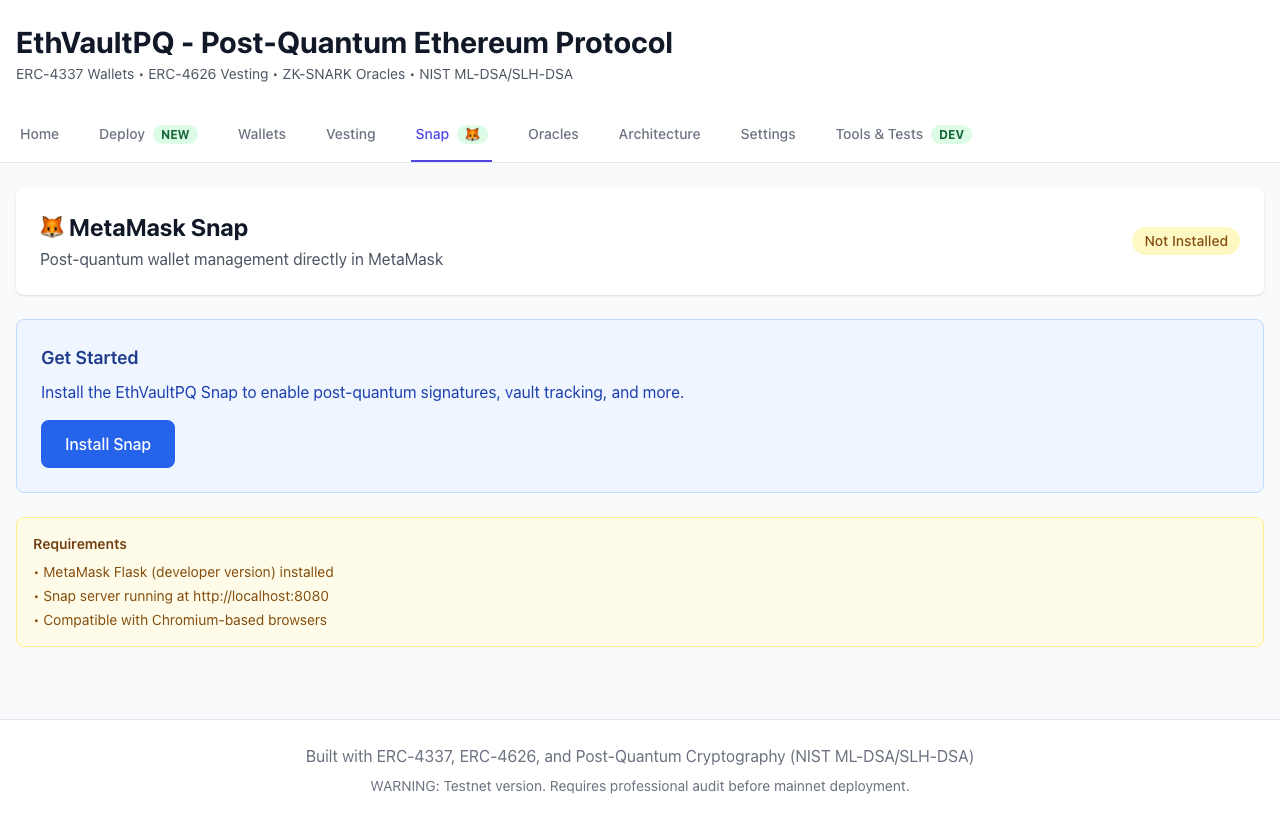 EthVaultPQ - Post-Quantum Ethereum Protocol
ERC-4337 Wallets • ERC-4626 Vesting • ZK-SNARK Oracles • NIST ML-DSA/SLH-DSA
Home Deploy NEW Wallets Vesting Snap 🦊 Oracles Architecture Settings Tools & Tests DEV
🦊 MetaMask Snap
Post-quantum wallet management directly in MetaMask
Not Installed
Get Started
Install the EthVaultPQ Snap to enable post-quantum signatures, vault tracking, and more.
Install Snap
Requirements
• MetaMask Flask (developer version) installed
• Snap server running at http://localhost:8080
• Compatible with Chromium-based browsers
Built with ERC-4337, ERC-4626, and Post-Quantum Cryptography (NIST ML-DSA/SLH-DSA)
WARNING: Testnet version. Requires professional audit before mainnet deployment.